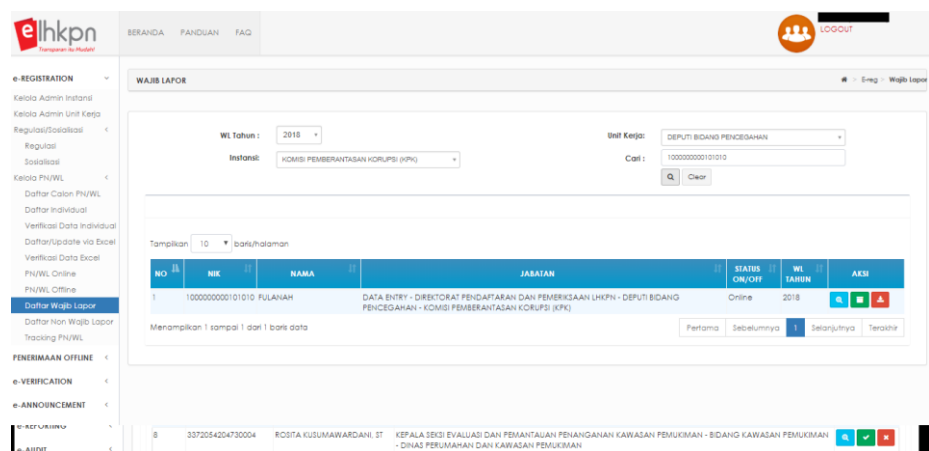 elhkpn
Transparan itu Mudah!
BERANDA PANDUAN FAQ
LOGOUT
e-REGISTRATION
Kelola Admin Instansi
Kelola Admin Unit Kerja
Regulasi/Sosialisasi
Regulasi
Sosialisasi
Kelola PN/WL
Daftar Calon PN/WL
Daftar Individual
Verifikasi Data Individual
Daftar/Update via Excel
Verifikasi Data Excel
PN/WL Online
PN/WL Offline
Daftar Wajib Lapor
Daftar Non Wajib Lapor
Tracking PN/WL
PENERIMAAN OFFLINE
e-VERIFICATION
e-ANNOUNCEMENT
e-REPORTING
e-AUDIT
WAJIB LAPOR
E-reg > Wajib Lapor
WL Tahun : 2018
Unit Kerja: DEPUTI BIDANG PENCEGAHAN
Instansi: KOMISI PEMBERANTASAN KORUPSI (KPK)
Cari : 1000000000101010
Clear
Tampilkan 10 baris/halaman
NO NIK NAMA JABATAN STATUS ON/OFF WL TAHUN AKSI
1 1000000000101010 FULANAH DATA ENTRY - DIREKTORAT PENDAFTARAN DAN PEMERIKSAAN LHKPN - DEPUTI BIDANG Online 2018
PENCEGAHAN - KOMISI PEMBERANTASAN KORUPSI (KPK)
Menampilkan 1 sampai 1 dari 1 baris data
Pertama Sebelumnya 1 Selanjutnya Terakhir
8 3372054204730004 ROSITA KUSUMAWARDANI, ST KEPALA SEKSI EVALUASI DAN PEMANTAUAN PENANGANAN KAWASAN PEMUKIMAN - BIDANG KAWASAN PEMUKIMAN
- DINAS PERUMAHAN DAN KAWASAN PEMUKIMAN